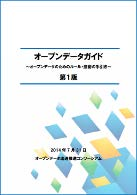 オープンデータガイド
～オープンデータのためのルール・技術の手引き～
第1版
2014年7月31日
オープンデータ流通推進コンソーシアム